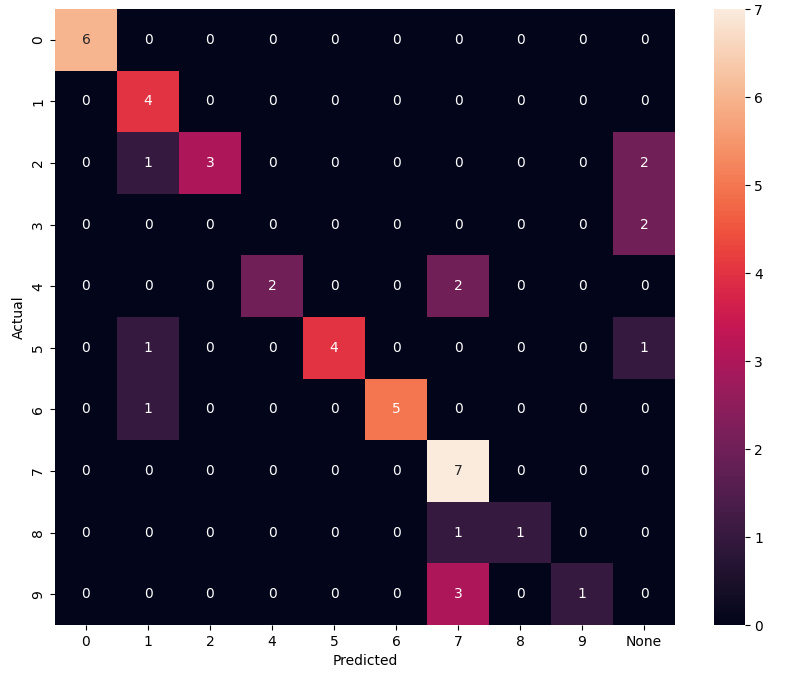 0 6 0 0 0 0 0 0 0 0 0
1 0 4 0 0 0 0 0 0 0 0
2 0 1 3 0 0 0 0 0 0 2
3 0 0 0 0 0 0 0 0 0 2
4 0 0 0 2 0 0 2 0 0 0
Actual
5 0 1 0 0 4 0 0 0 0 1
6 0 1 0 0 0 5 0 0 0 0
7 0 0 0 0 0 0 7 0 0 0
8 0 0 0 0 0 0 1 1 0 0
9 0 0 0 0 0 0 3 0 1 0
0 1 2 4 5 6 7 8 9 None
Predicted
7
6
5
4
3
2
1
0